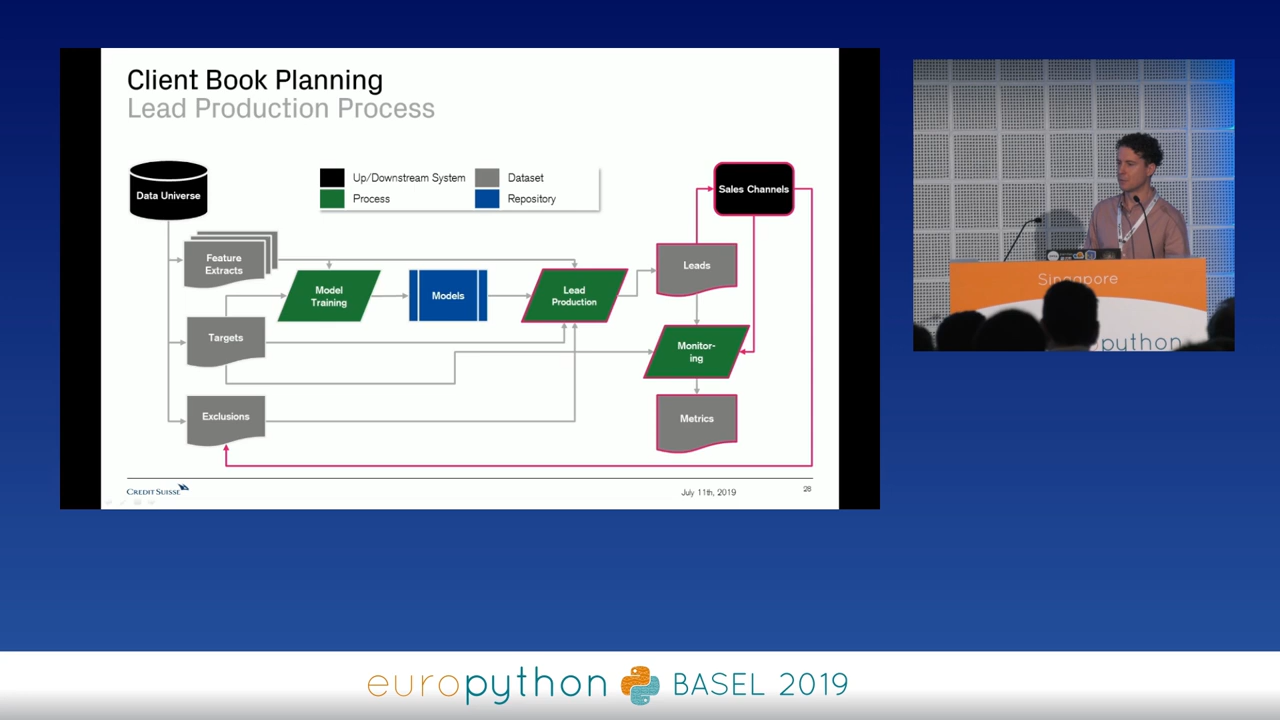 Client Book Planning
Lead Production Process
Data Universe
Up/Downstream System
Dataset
Process
Repository
Sales Channels
Feature
Extracts
Model
Training
Models
Lead
Production
Leads
Targets
Monitor-
ing
Exclusions
Metrics
CREDIT SUISSE
July 11th, 2019
28
Singapore
python
europython BASEL 2019